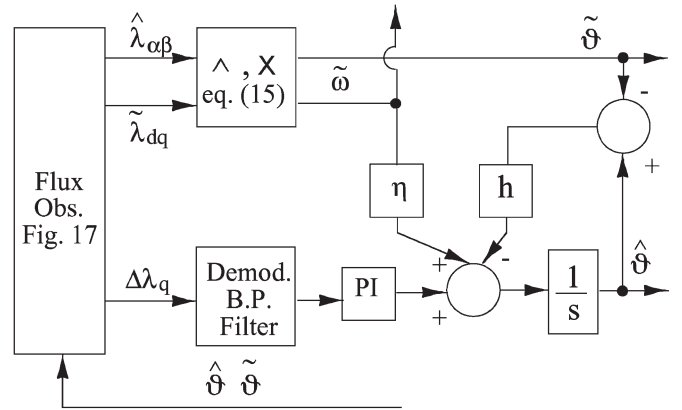 λ̂αβ
λ̃dq
Flux
Obs.
Fig. 17
^ , X
eq. (15)
ω̃
ϑ̃
-
+
η
h
Δλq
Demod.
B.P.
Filter
PI
+
-
+
1
s
ϑ̂
ϑ̂ ϑ̃